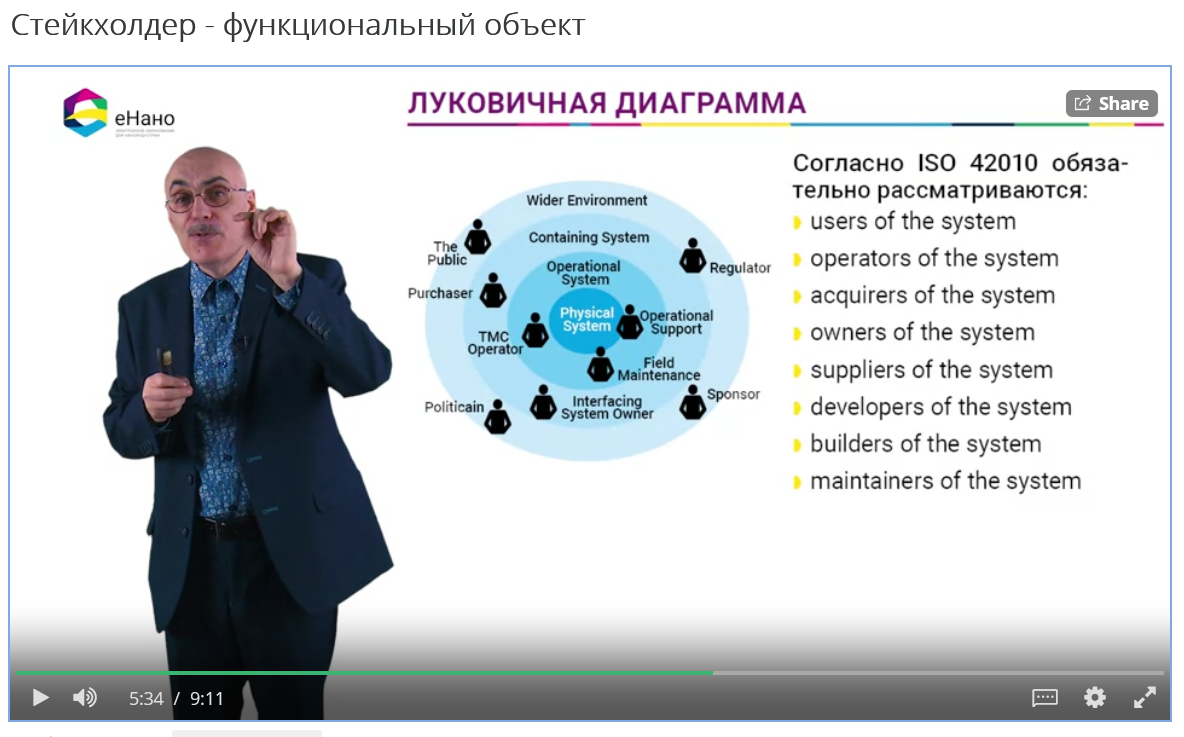 Стейкхолдер - функциональный объект
еНано
ЛУКОВИЧНАЯ ДИАГРАММА
Share
Wider Environment
Containing System
Operational
System
Physical
System
The
Public
Regulator
Purchaser
Operational
Support
TMC
Operator
Field
Maintenance
Politicain
Interfacing
System Owner
Sponsor
Согласно ISO 42010 обяза-
тельно рассматриваются:
users of the system
operators of the system
acquirers of the system
owners of the system
suppliers of the system
developers of the system
builders of the system
maintainers of the system
5:34 / 9:11